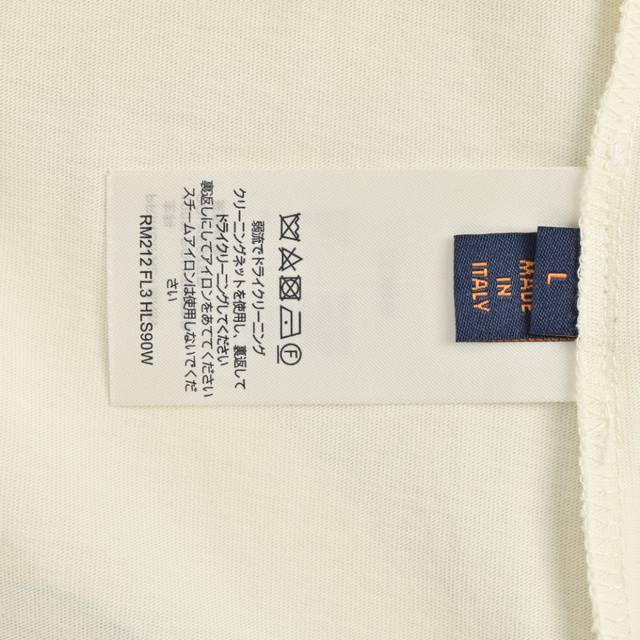 弱流でドライクリーニング
クリーニングネットを使用し、裏返して
ドライクリーニングしてください
裏返しにしてアイロンをあててください
スチームアイロンは使用しないでくだ
さい
RM212 FL3 HLS90W
L
MADE
IN
ITALY